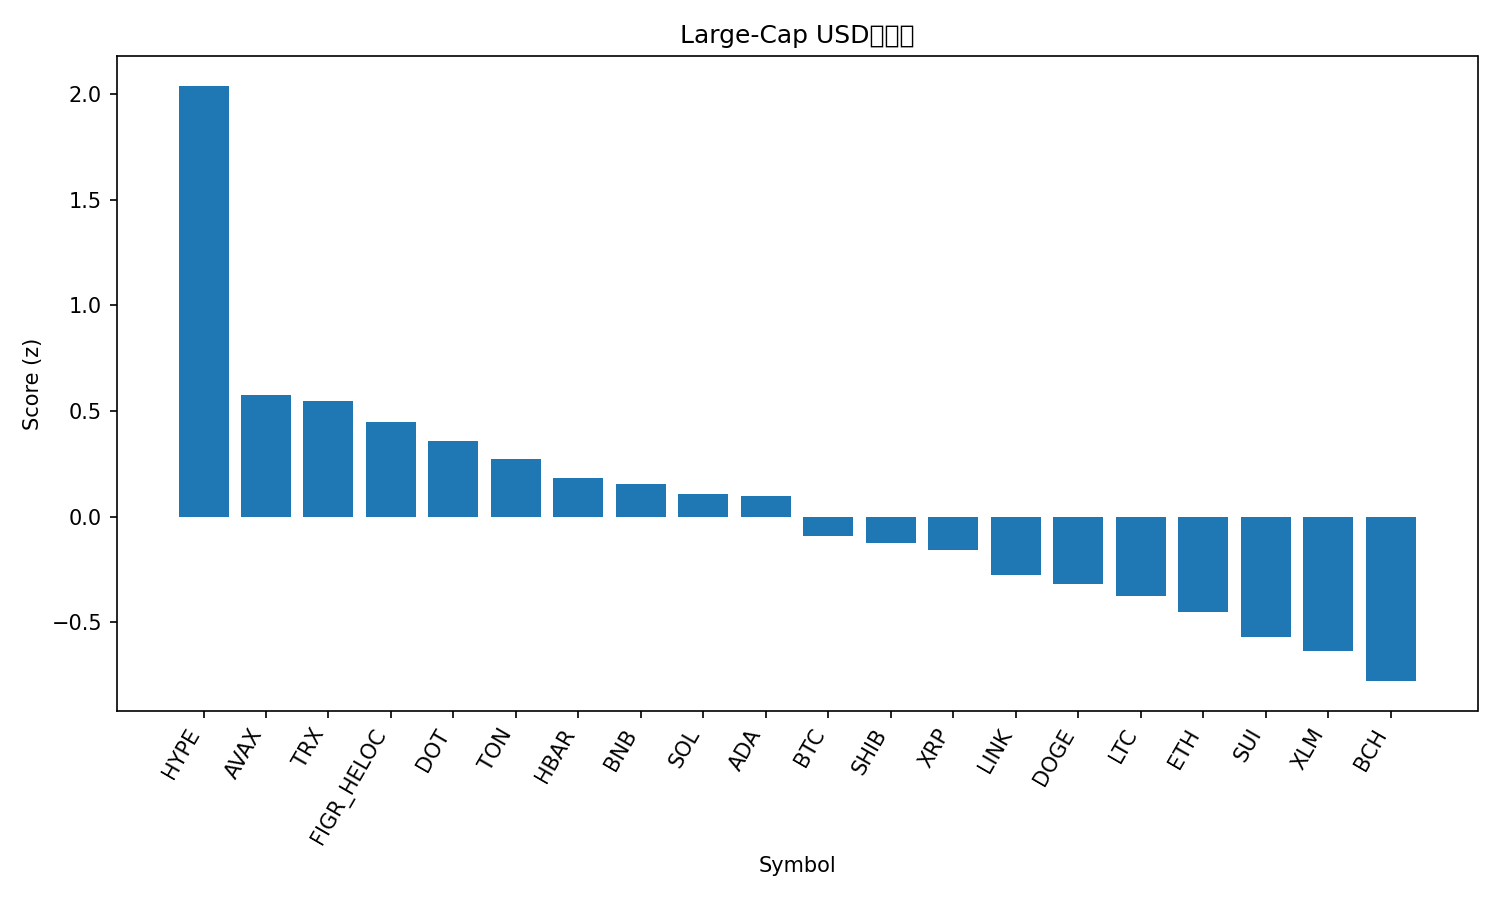 Large-Cap USD
Score (z)
2.0
1.5
1.0
0.5
0.0
−0.5
HYPE
AVAX
TRX
FIGR_HELOC
DOT
TON
HBAR
BNB
SOL
ADA
BTC
SHIB
XRP
LINK
DOGE
LTC
ETH
SUI
XLM
BCH
Symbol